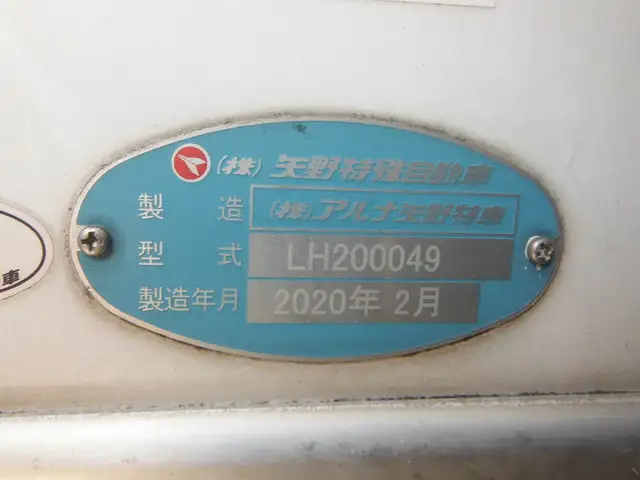 (株)矢野特殊自動車
製造 (株)アルナ矢野特車
型式 LH200049
製造年月 2020年2月
車